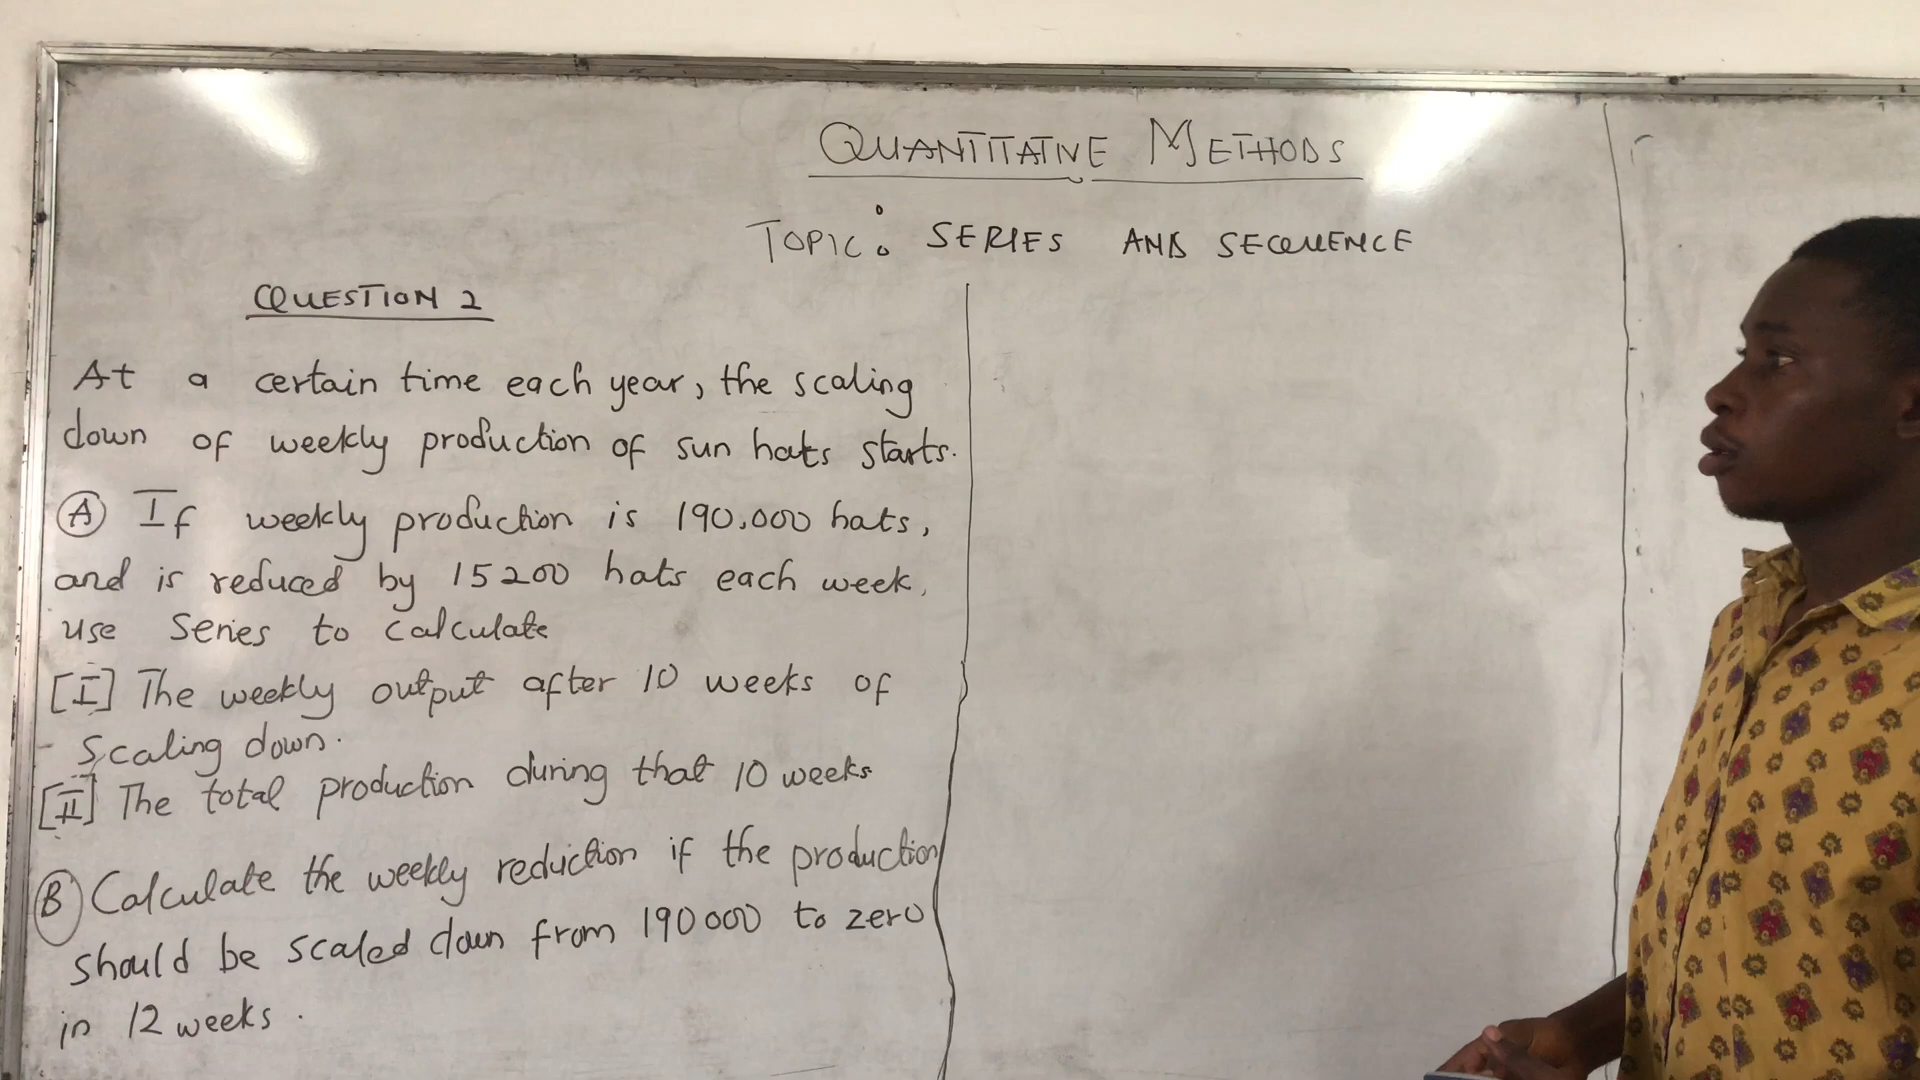 QUANTITATIVE METHODS
TOPIC: SERIES AND SEQUENCE
QUESTION 2
At a certain time each year, the scaling
down of weekly production of sun hats starts.
(A) If weekly production is 190,000 hats,
and is reduced by 15200 hats each week,
use series to calculate
[I] The weekly output after 10 weeks of
- Scaling down.
[II] The total production during that 10 weeks
(B) Calculate the weekly reduction if the production
should be scaled down from 190000 to zero
in 12 weeks.